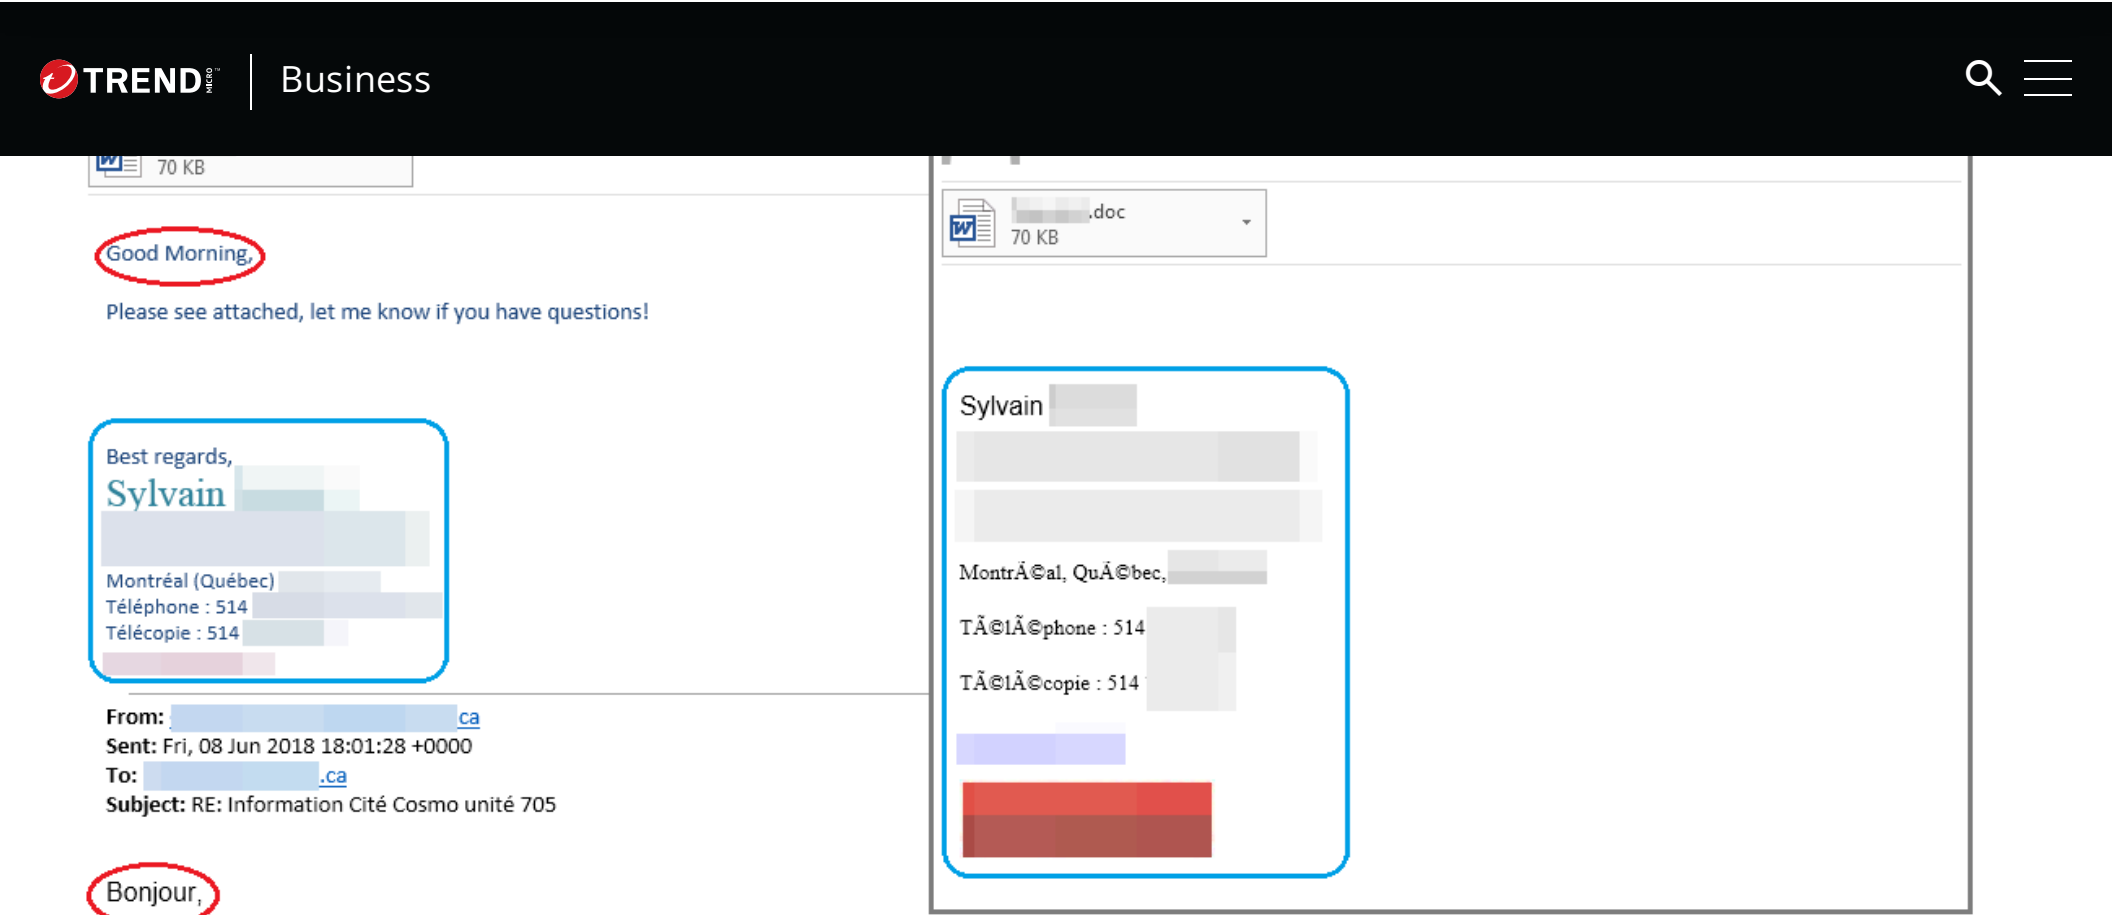 TREND MICRO™ Business
70 KB
Good Morning,
Please see attached, let me know if you have questions!
Best regards,
Sylvain
Montréal (Québec)
Téléphone : 514
Télécopie : 514
From: ca
Sent: Fri, 08 Jun 2018 18:01:28 +0000
To: .ca
Subject: RE: Information Cité Cosmo unité 705
Bonjour,
.doc
70 KB
Sylvain
MontrÃ©al, QuÃ©bec,
TÃ©lÃ©phone : 514
TÃ©lÃ©copie : 514